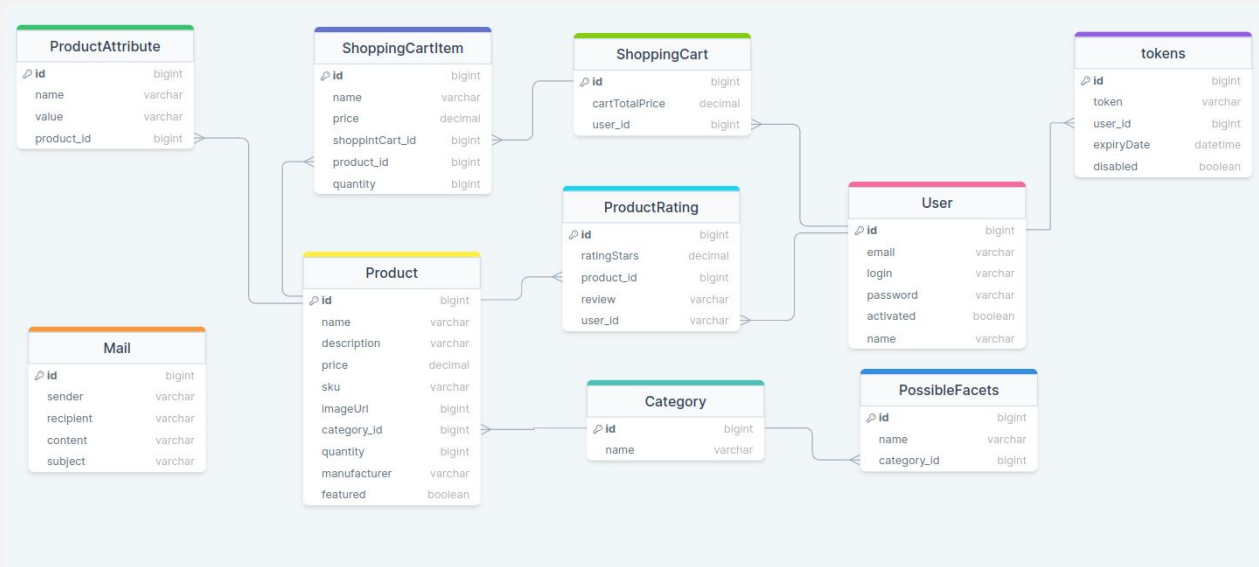 ProductAttribute
id bigint
name varchar
value varchar
product_id bigint
ShoppingCartItem
id bigint
name varchar
price decimal
shoppintCart_id bigint
product_id bigint
quantity bigint
ShoppingCart
id bigint
cartTotalPrice decimal
user_id bigint
tokens
id bigint
token varchar
user_id bigint
expiryDate datetime
disabled boolean
ProductRating
id bigint
ratingStars decimal
product_id bigint
review varchar
user_id varchar
User
id bigint
email varchar
login varchar
password varchar
activated boolean
name varchar
Product
id bigint
name varchar
description varchar
price decimal
sku varchar
imageUrl bigint
category_id bigint
quantity bigint
manufacturer varchar
featured boolean
Mail
id bigint
sender varchar
recipient varchar
content varchar
subject varchar
Category
id bigint
name varchar
PossibleFacets
id bigint
name varchar
category_id bigint